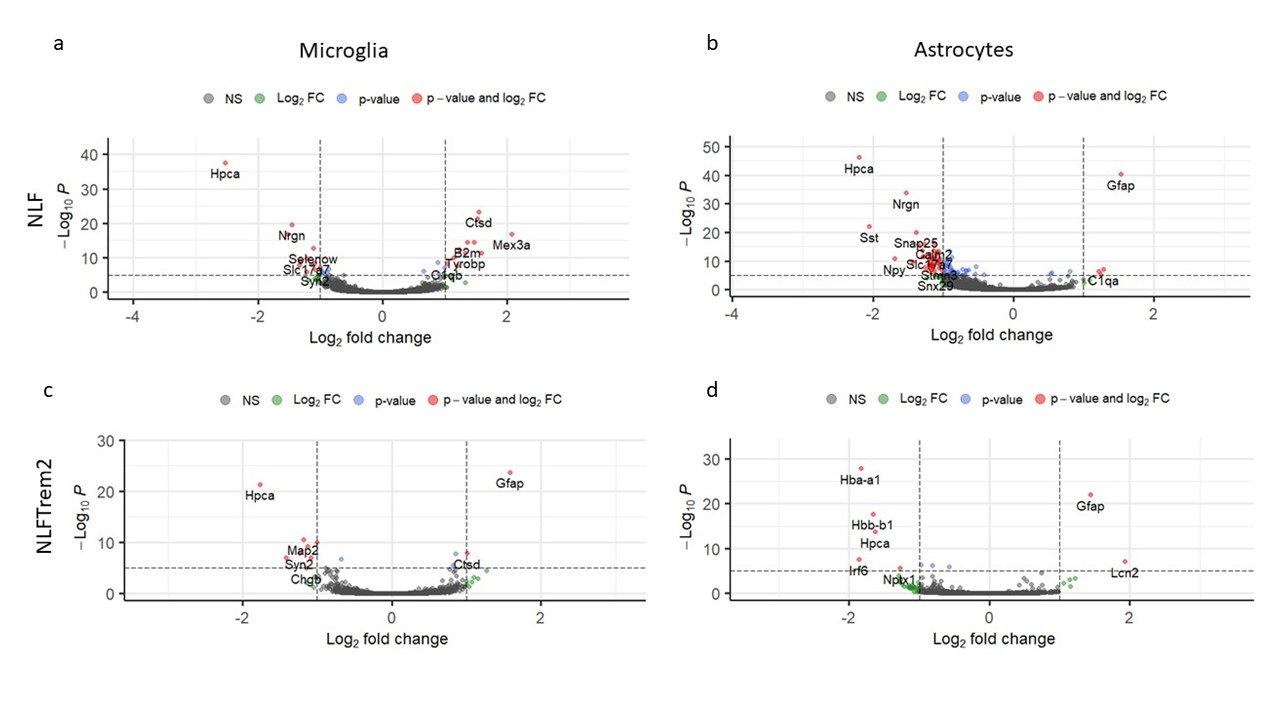 a
Microglia
NS Log2 FC p-value p – value and log2 FC
NLF
– Log10 P
40
30
20
10
0
Hpca
Nrgn
Selenow
Slc17a7
Syn2
Ctsd
Mex3a
B2m
Tyrobp
C1qb
-4 -2 0 2
Log2 fold change
b
Astrocytes
NS Log2 FC p-value p – value and log2 FC
– Log10 P
50
40
30
20
10
0
Hpca
Gfap
Nrgn
Sst
Snap25
Calm2
Slc17a7
Npy
Stmn3
Snx29
C1qa
-4 -2 0 2
Log2 fold change
c
NS Log2 FC p-value p – value and log2 FC
NLFTrem2
– Log10 P
30
20
10
0
Gfap
Hpca
Map2
Syn2
Chgb
Ctsd
-2 0 2
Log2 fold change
d
NS Log2 FC p-value p – value and log2 FC
– Log10 P
30
20
10
0
Hba-a1
Gfap
Hbb-b1
Hpca
Irf6
Nptx1
Lcn2
-2 0 2
Log2 fold change